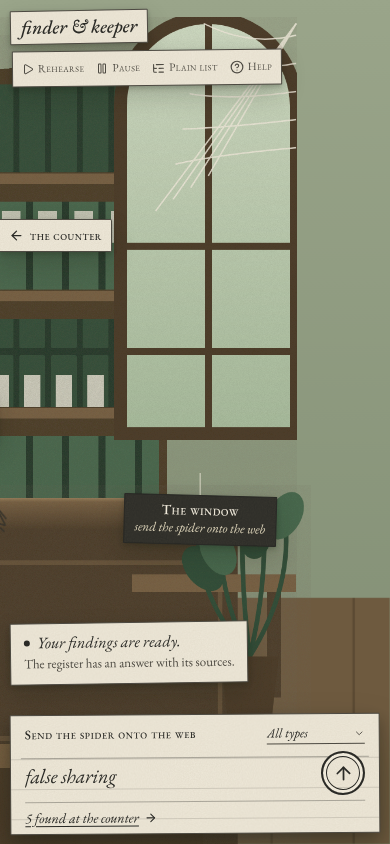 finder & keeper
Rehearse Pause Plain list Help
the counter
The window
send the spider onto the web
Your findings are ready.
The register has an answer with its sources.
Send the spider onto the web All types
false sharing
5 found at the counter